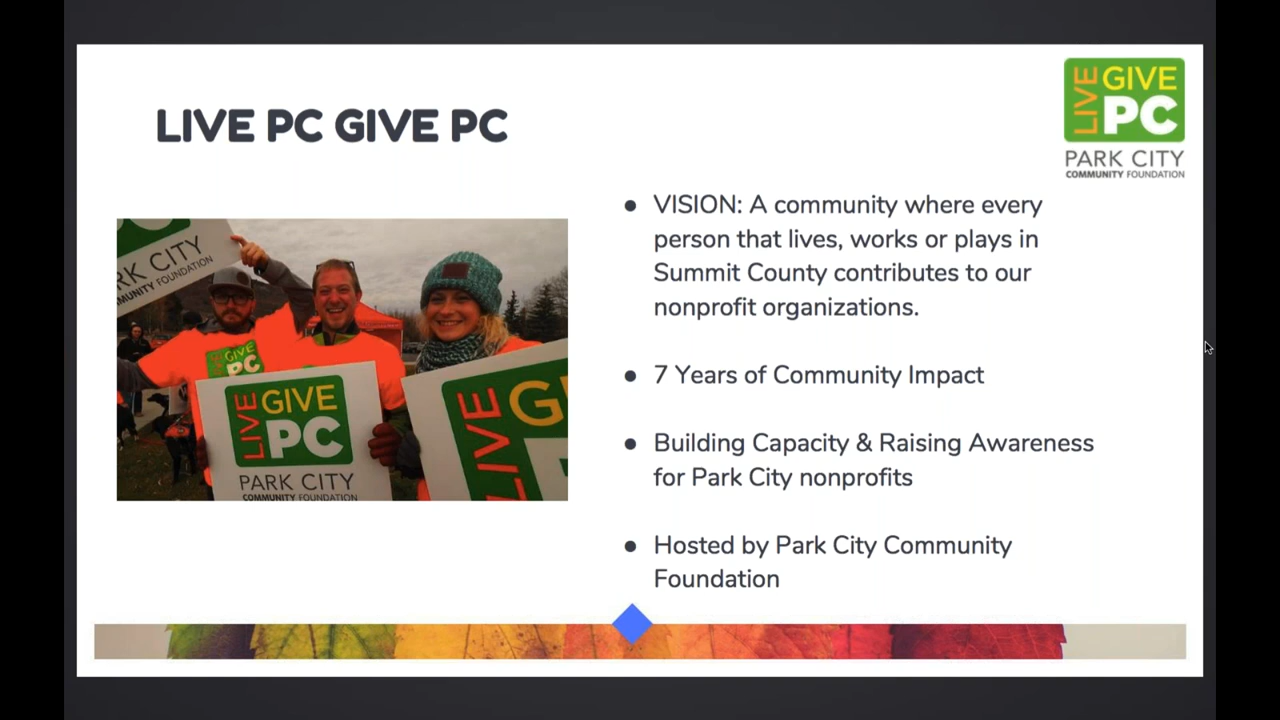 LIVE PC GIVE PC
LIVE
GIVE
PC
PARK CITY
COMMUNITY FOUNDATION
VISION: A community where every
person that lives, works or plays in
Summit County contributes to our
nonprofit organizations.
7 Years of Community Impact
Building Capacity & Raising Awareness
for Park City nonprofits
Hosted by Park City Community
Foundation
RK CITY
MUNITY FOUNDATION
GIVE
PC
LIVE
GIVE
PC
PARK CITY
COMMUNITY FOUNDATION
LIVE
G